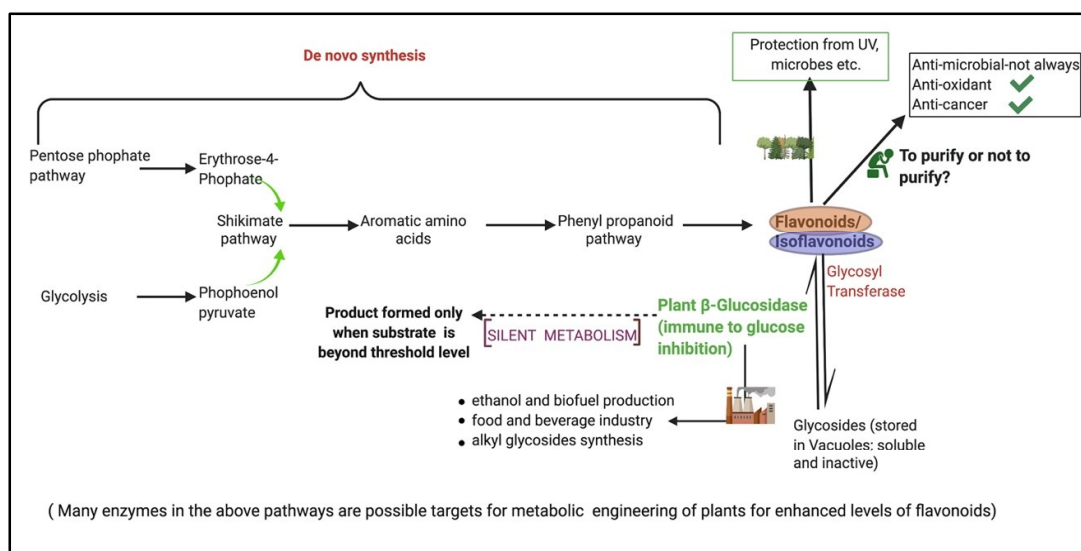 De novo synthesis
Protection from UV,
microbes etc.
Anti-microbial-not always
Anti-oxidant
Anti-cancer
To purify or not to
purify?
Pentose phophate
pathway
Erythrose-4-
Phophate
Shikimate
pathway
Aromatic amino
acids
Phenyl propanoid
pathway
Flavonoids/
Isoflavonoids
Glycolysis
Phophoenol
pyruvate
Glycosyl
Transferase
Product formed only
when substrate is
beyond threshold level
[SILENT METABOLISM]
Plant β-Glucosidase
(immune to glucose
inhibition)
• ethanol and biofuel production
• food and beverage industry
• alkyl glycosides synthesis
Glycosides (stored
in Vacuoles: soluble
and inactive)
( Many enzymes in the above pathways are possible targets for metabolic engineering of plants for enhanced levels of flavonoids)